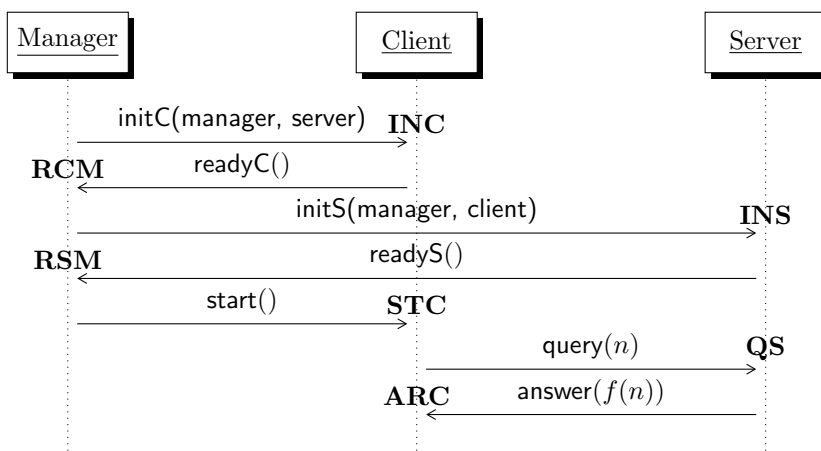 Manager Client Server
initC(manager, server) INC
RCM readyC()
initS(manager, client) INS
RSM readyS()
start() STC
query(n) QS
ARC answer(f(n))